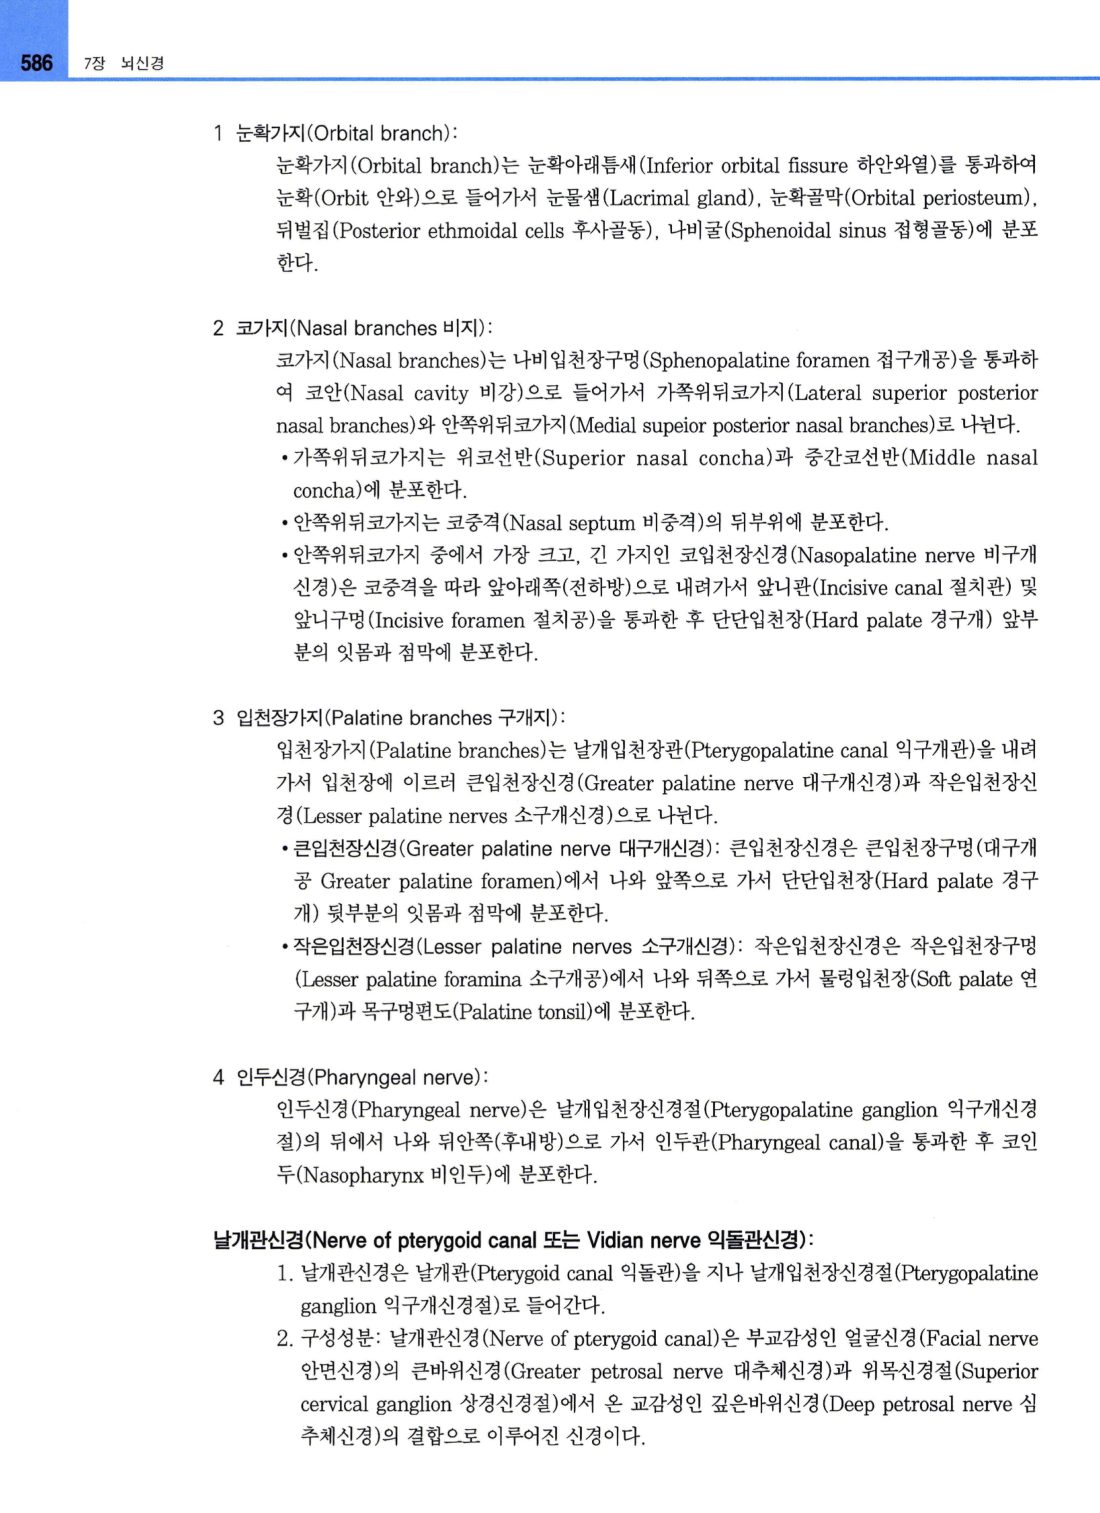 586 7장 뇌신경
1 눈확가지(Orbital branch):
눈확가지(Orbital branch)는 눈확아래틈새(Inferior orbital fissure 하안와열)를 통과하여
눈확(Orbit 안와)으로 들어가서 눈물샘(Lacrimal gland), 눈확골막(Orbital periosteum),
뒤벌집(Posterior ethmoidal cells 후사골동), 나비굴(Sphenoidal sinus 접형골동)에 분포
한다.
2 코가지(Nasal branches 비지):
코가지(Nasal branches)는 나비입천장구멍(Sphenopalatine foramen 접구개공)을 통과하
여 코안(Nasal cavity 비강)으로 들어가서 가쪽위뒤코가지(Lateral superior posterior
nasal branches)와 안쪽위뒤코가지(Medial supeior posterior nasal branches)로 나뉜다.
• 가쪽위뒤코가지는 위코선반(Superior nasal concha)과 중간코선반(Middle nasal
concha)에 분포한다.
• 안쪽위뒤코가지는 코중격(Nasal septum 비중격)의 뒤부위에 분포한다.
• 안쪽위뒤코가지 중에서 가장 크고, 긴 가지인 코입천장신경(Nasopalatine nerve 비구개
신경)은 코중격을 따라 앞아래쪽(전하방)으로 내려가서 앞니관(Incisive canal 절치관) 및
앞니구멍(Incisive foramen 절치공)을 통과한 후 단단입천장(Hard palate 경구개) 앞부
분의 잇몸과 점막에 분포한다.
3 입천장가지(Palatine branches 구개지):
입천장가지(Palatine branches)는 날개입천장관(Pterygopalatine canal 익구개관)을 내려
가서 입천장에 이르러 큰입천장신경(Greater palatine nerve 대구개신경)과 작은입천장신
경(Lesser palatine nerves 소구개신경)으로 나뉜다.
• 큰입천장신경(Greater palatine nerve 대구개신경): 큰입천장신경은 큰입천장구멍(대구개
공 Greater palatine foramen)에서 나와 앞쪽으로 가서 단단입천장(Hard palate 경구
개) 뒷부분의 잇몸과 점막에 분포한다.
• 작은입천장신경(Lesser palatine nerves 소구개신경): 작은입천장신경은 작은입천장구멍
(Lesser palatine foramina 소구개공)에서 나와 뒤쪽으로 가서 물렁입천장(Soft palate 연
구개)과 목구멍편도(Palatine tonsil)에 분포한다.
4 인두신경(Pharyngeal nerve):
인두신경(Pharyngeal nerve)은 날개입천장신경절(Pterygopalatine ganglion 익구개신경
절)의 뒤에서 나와 뒤안쪽(후내방)으로 가서 인두관(Pharyngeal canal)을 통과한 후 코인
두(Nasopharynx 비인두)에 분포한다.
날개관신경(Nerve of pterygoid canal 또는 Vidian nerve 익돌관신경):
1. 날개관신경은 날개관(Pterygoid canal 익돌관)을 지나 날개입천장신경절(Pterygopalatine
ganglion 익구개신경절)로 들어간다.
2. 구성성분: 날개관신경(Nerve of pterygoid canal)은 부교감성인 얼굴신경(Facial nerve
안면신경)의 큰바위신경(Greater petrosal nerve 대추체신경)과 위목신경절(Superior
cervical ganglion 상경신경절)에서 온 교감성인 깊은바위신경(Deep petrosal nerve 심
추체신경)의 결합으로 이루어진 신경이다.